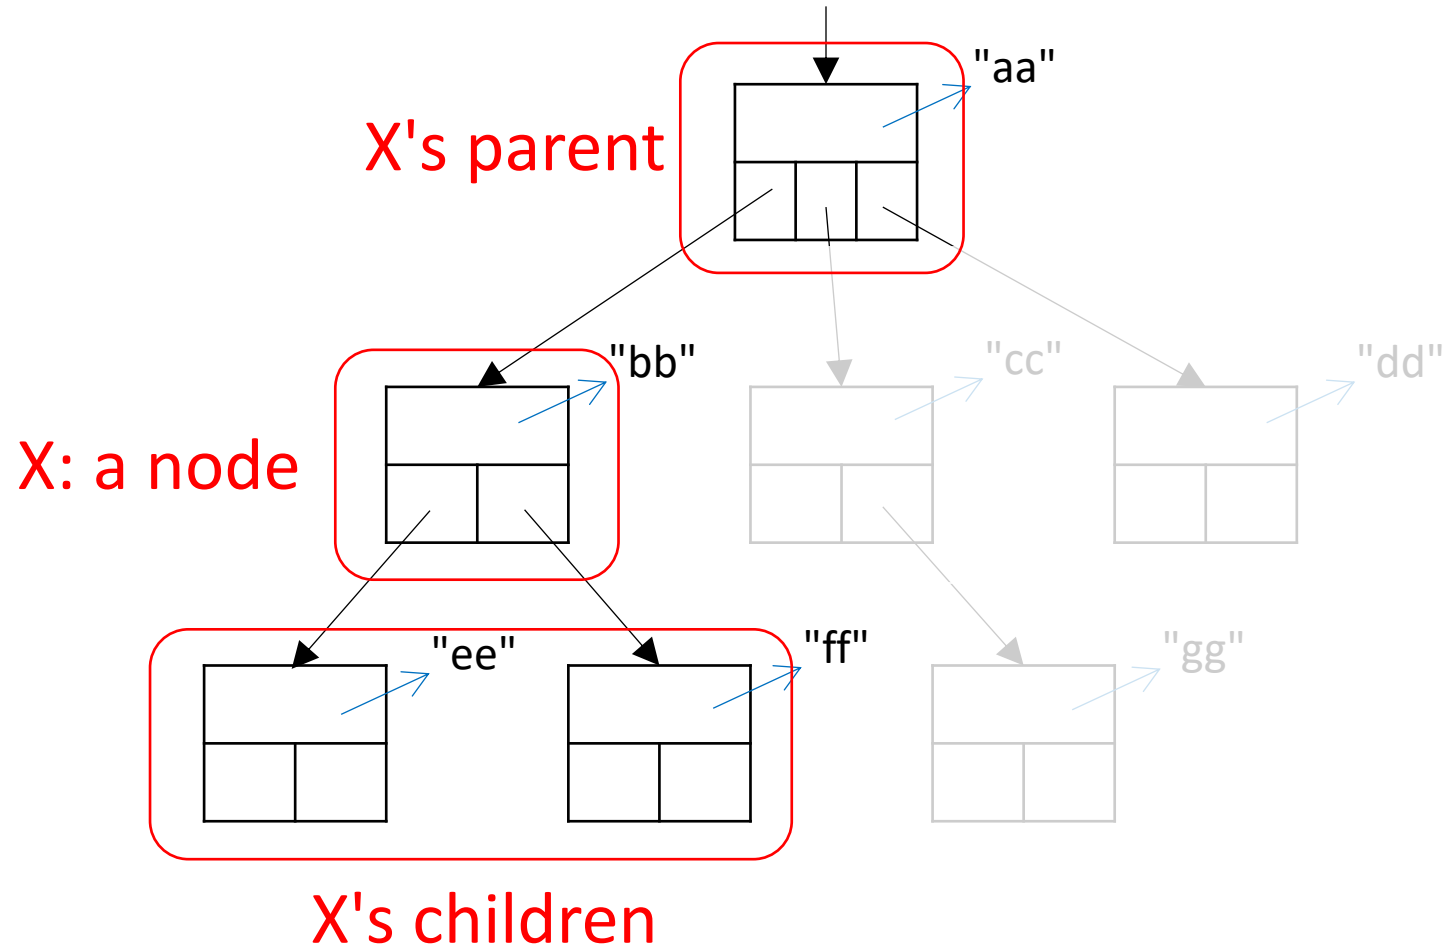 "aa"
X's parent
"bb"
"cc"
"dd"
X: a node
"ee"
"ff"
"gg"
X's children